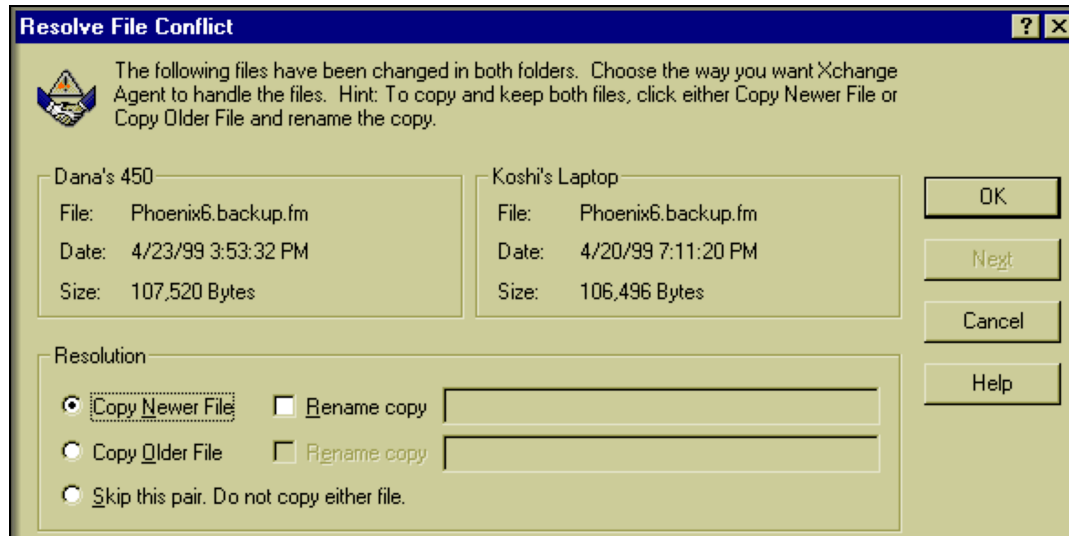 Resolve File Conflict
The following files have been changed in both folders. Choose the way you want Xchange
Agent to handle the files. Hint: To copy and keep both files, click either Copy Newer File or
Copy Older File and rename the copy.
Dana's 450
File: Phoenix6.backup.fm
Date: 4/23/99 3:53:32 PM
Size: 107,520 Bytes
Koshi's Laptop
File: Phoenix6.backup.fm
Date: 4/20/99 7:11:20 PM
Size: 106,496 Bytes
OK
Next
Cancel
Help
Resolution
Copy Newer File Rename copy
Copy Older File Rename copy
Skip this pair. Do not copy either file.